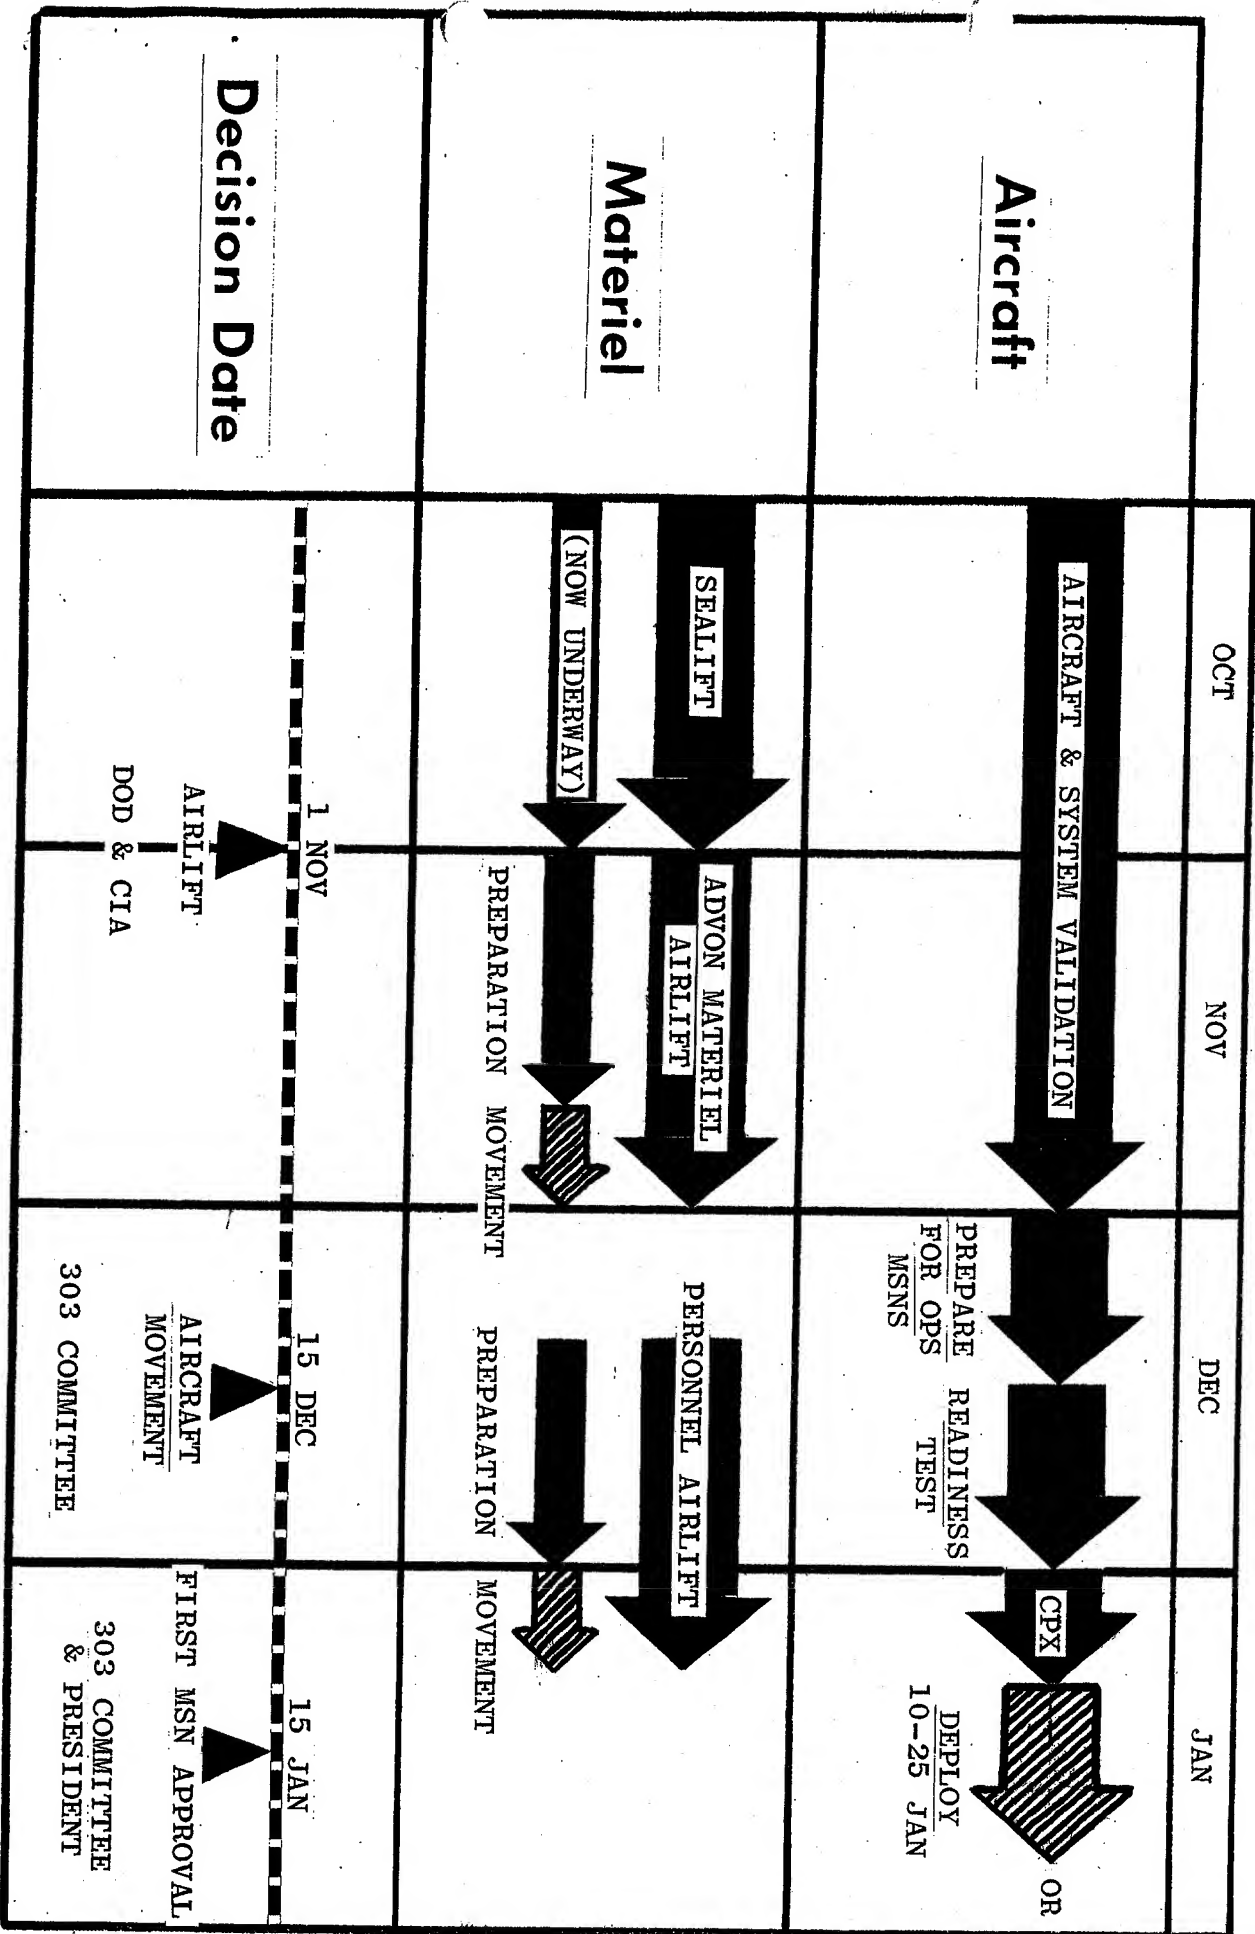 OCT
NOV
DEC
JAN
Aircraft
AIRCRAFT & SYSTEM VALIDATION
PREPARE
FOR OPS
MSNS
READINESS
TEST
CPX
DEPLOY
10-25 JAN
OR
Materiel
SEALIFT
(NOW UNDERWAY)
ADVON MATERIEL
AIRLIFT
PREPARATION
MOVEMENT
PERSONNEL AIRLIFT
PREPARATION
MOVEMENT
Decision Date
1 NOV
AIRLIFT
DOD & CIA
15 DEC
AIRCRAFT
MOVEMENT
303 COMMITTEE
15 JAN
FIRST MSN APPROVAL
303 COMMITTEE
& PRESIDENT